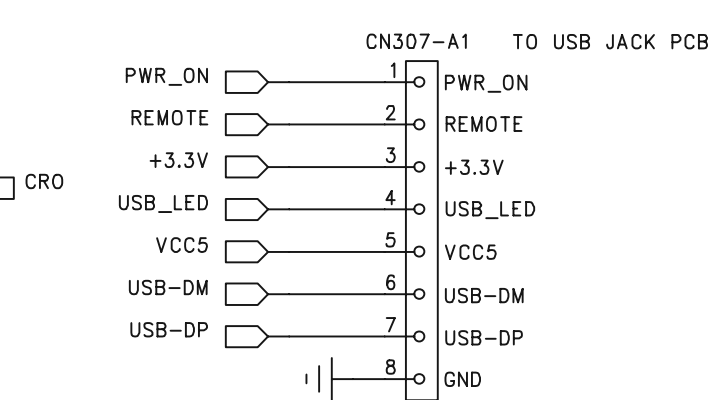 CN307-A1 TO USB JACK PCB
PWR_ON 1 PWR_ON
REMOTE 2 REMOTE
+3.3V 3 +3.3V
CRO
USB_LED 4 USB_LED
VCC5 5 VCC5
USB-DM 6 USB-DM
USB-DP 7 USB-DP
8 GND